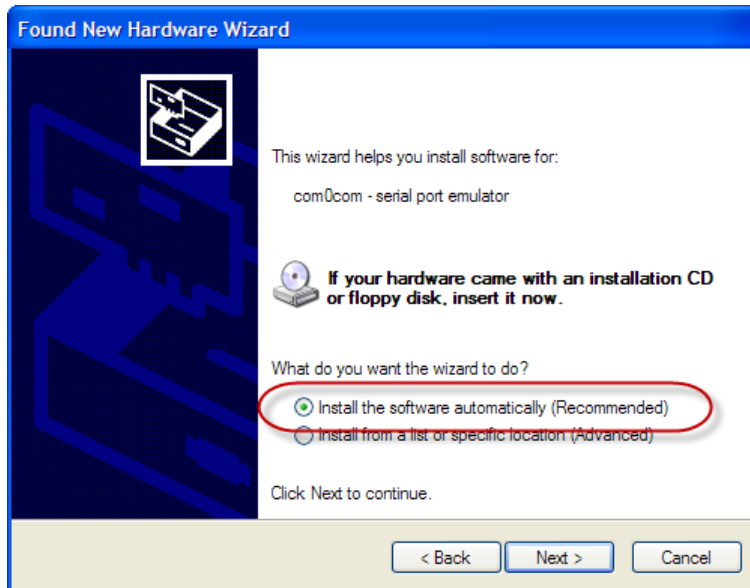 Found New Hardware Wizard
This wizard helps you install software for:
com0com - serial port emulator
If your hardware came with an installation CD
or floppy disk, insert it now.
What do you want the wizard to do?
Install the software automatically (Recommended)
Install from a list or specific location (Advanced)
Click Next to continue.
< Back
Next >
Cancel